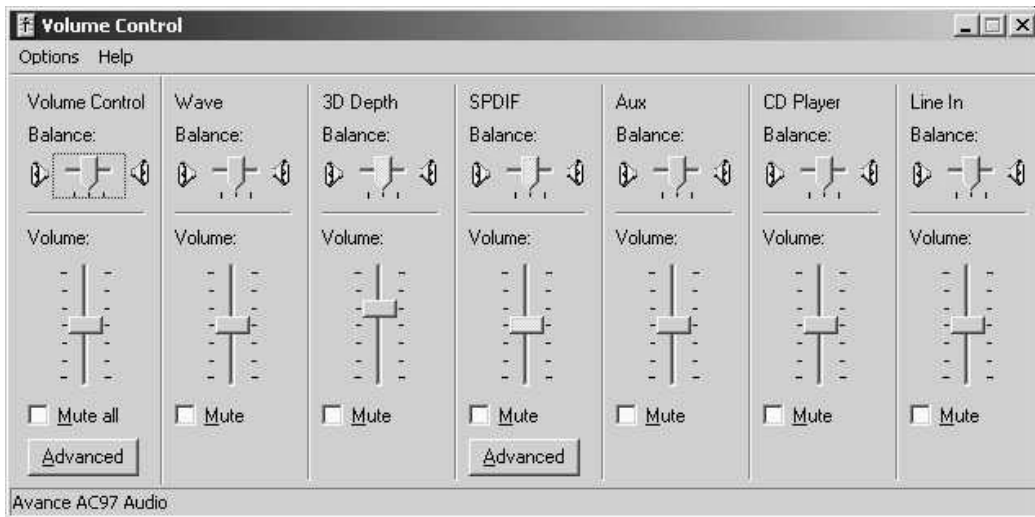 Volume Control
Options Help
Volume Control Wave 3D Depth SPDIF Aux CD Player Line In
Balance: Balance: Balance: Balance: Balance: Balance: Balance:
Volume: Volume: Volume: Volume: Volume: Volume: Volume:
Mute all Mute Mute Mute Mute Mute Mute
Advanced Advanced
Avance AC97 Audio